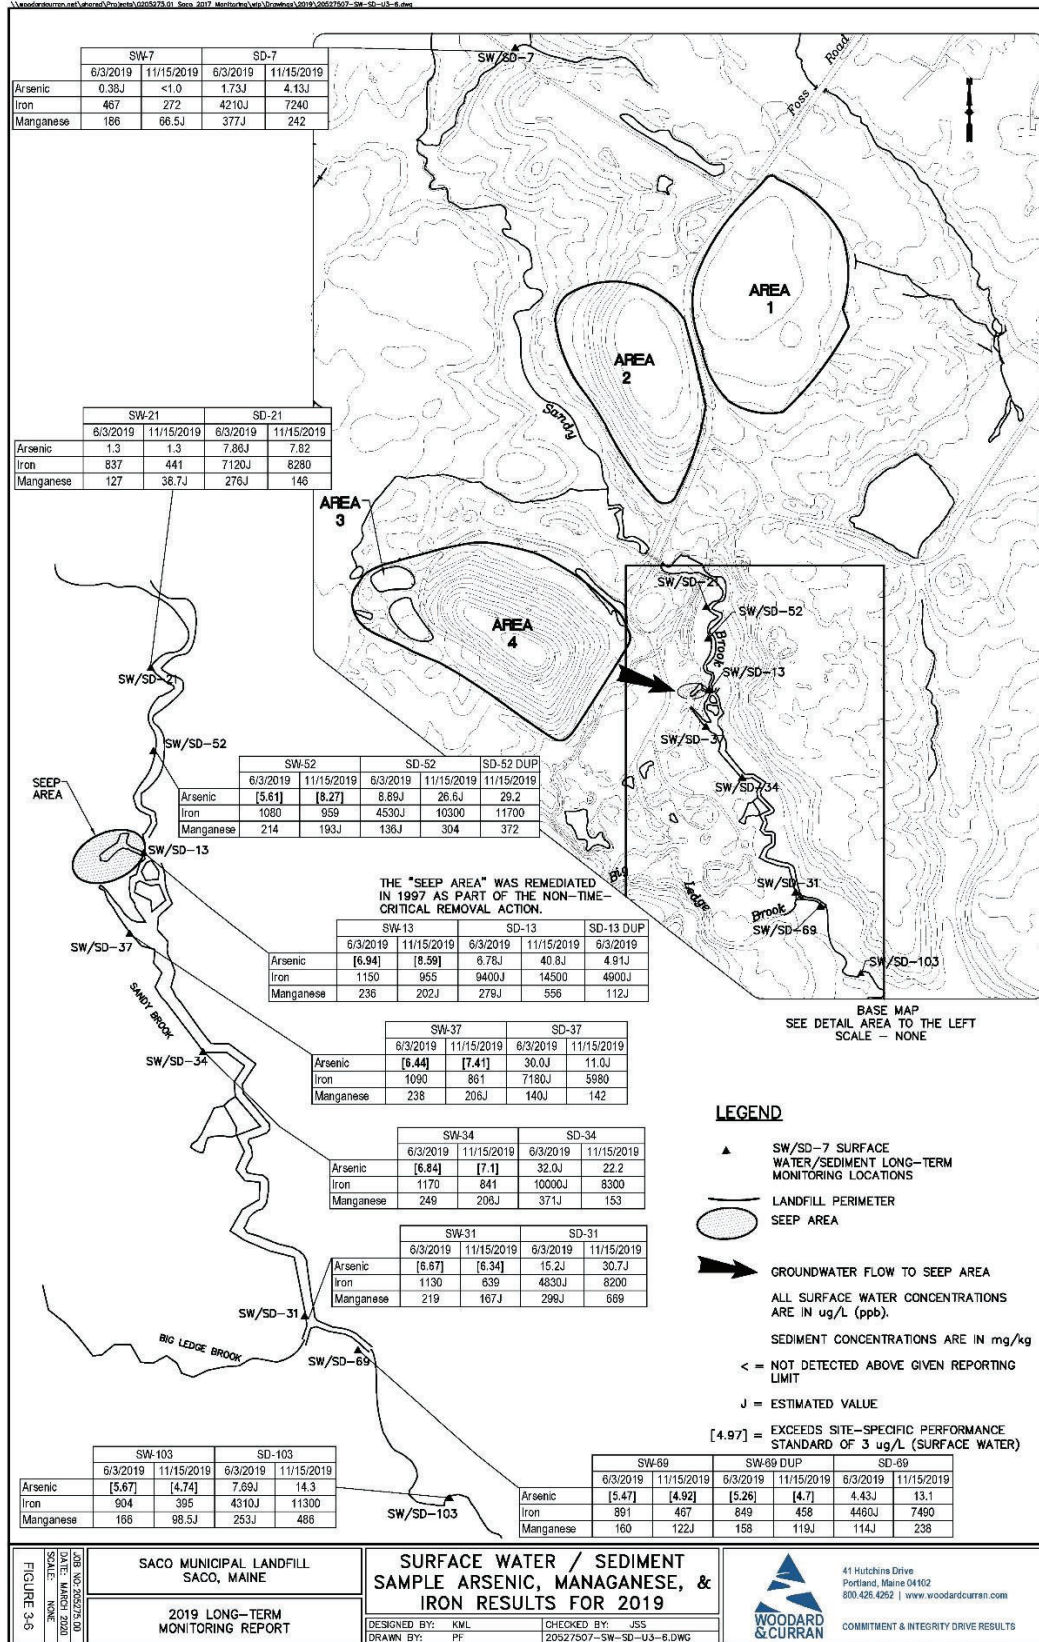 \\woodardcurran.net\shared\Projects\0205275.01 Saco 2017 Monitoring\wip\Drawings\2019\20527507-SW-SD-U3-6.dwg
SW-7 SD-7
6/3/2019 11/15/2019 6/3/2019 11/15/2019
Arsenic 0.38J <1.0 1.73J 4.13J
Iron 467 272 4210J 7240
Manganese 186 66.5J 377J 242
SW/SD-7
Foss Road
AREA
1
AREA
2
Sandy
SW-21 SD-21
6/3/2019 11/15/2019 6/3/2019 11/15/2019
Arsenic 1.3 1.3 7.86J 7.82
Iron 837 441 7120J 8280
Manganese 127 38.7J 276J 146
AREA
3
AREA
4
SW/SD-21
SW/SD-52
Brook
SW/SD-13
SW/SD-37
SW/SD-34
SW/SD-31
Big Ledge Brook
SW/SD-69
SW/SD-103
BASE MAP
SEE DETAIL AREA TO THE LEFT
SCALE - NONE
SW/SD-21
SW/SD-52
SEEP
AREA
SW-52 SD-52 SD-52 DUP
6/3/2019 11/15/2019 6/3/2019 11/15/2019 11/15/2019
Arsenic [5.61] [8.27] 8.89J 26.6J 29.2
Iron 1080 959 4530J 10300 11700
Manganese 214 193J 136J 304 372
SW/SD-13
THE "SEEP AREA" WAS REMEDIATED
IN 1997 AS PART OF THE NON-TIME-
CRITICAL REMOVAL ACTION.
SW-13 SD-13 SD-13 DUP
6/3/2019 11/15/2019 6/3/2019 11/15/2019 6/3/2019
Arsenic [6.94] [8.59] 6.78J 40.8J 4.91J
Iron 1150 955 9400J 14500 4900J
Manganese 236 202J 279J 556 112J
SW/SD-37
SANDY BROOK
SW-37 SD-37
6/3/2019 11/15/2019 6/3/2019 11/15/2019
Arsenic [6.44] [7.41] 30.0J 11.0J
Iron 1090 861 7180J 5980
Manganese 238 206J 140J 142
SW/SD-34
SW-34 SD-34
6/3/2019 11/15/2019 6/3/2019 11/15/2019
Arsenic [6.84] [7.1] 32.0J 22.2
Iron 1170 841 10000J 8300
Manganese 249 206J 371J 153
SW-31 SD-31
6/3/2019 11/15/2019 6/3/2019 11/15/2019
Arsenic [6.67] [6.34] 15.2J 30.7J
Iron 1130 639 4830J 8200
Manganese 219 167J 299J 669
SW/SD-31
BIG LEDGE BROOK
SW/SD-69
LEGEND
SW/SD-7 SURFACE
WATER/SEDIMENT LONG-TERM
MONITORING LOCATIONS
LANDFILL PERIMETER
SEEP AREA
GROUNDWATER FLOW TO SEEP AREA
ALL SURFACE WATER CONCENTRATIONS
ARE IN ug/L (ppb).
SEDIMENT CONCENTRATIONS ARE IN mg/kg
< = NOT DETECTED ABOVE GIVEN REPORTING
LIMIT
J = ESTIMATED VALUE
[4.97] = EXCEEDS SITE-SPECIFIC PERFORMANCE
STANDARD OF 3 ug/L (SURFACE WATER)
SW-103 SD-103
6/3/2019 11/15/2019 6/3/2019 11/15/2019
Arsenic [5.67] [4.74] 7.69J 14.3
Iron 904 395 4310J 11300
Manganese 166 98.5J 253J 486
SW/SD-103
SW-69 SW-69 DUP SD-69
6/3/2019 11/15/2019 6/3/2019 11/15/2019 6/3/2019 11/15/2019
Arsenic [5.47] [4.92] [5.26] [4.7] 4.43J 13.1
Iron 891 467 849 458 4460J 7490
Manganese 160 122J 158 119J 114J 238
FIGURE 3-6
JOB NO: 205275.00
DATE: MARCH 2020
SCALE: NONE
SACO MUNICIPAL LANDFILL
SACO, MAINE
2019 LONG-TERM
MONITORING REPORT
SURFACE WATER / SEDIMENT
SAMPLE ARSENIC, MANAGANESE, &
IRON RESULTS FOR 2019
DESIGNED BY: KML CHECKED BY: JSS
DRAWN BY: PF 20527507-SW-SD-U3-6.DWG
WOODARD
&CURRAN
41 Hutchins Drive
Portland, Maine 04102
800.426.4262 | www.woodardcurran.com
COMMITMENT & INTEGRITY DRIVE RESULTS